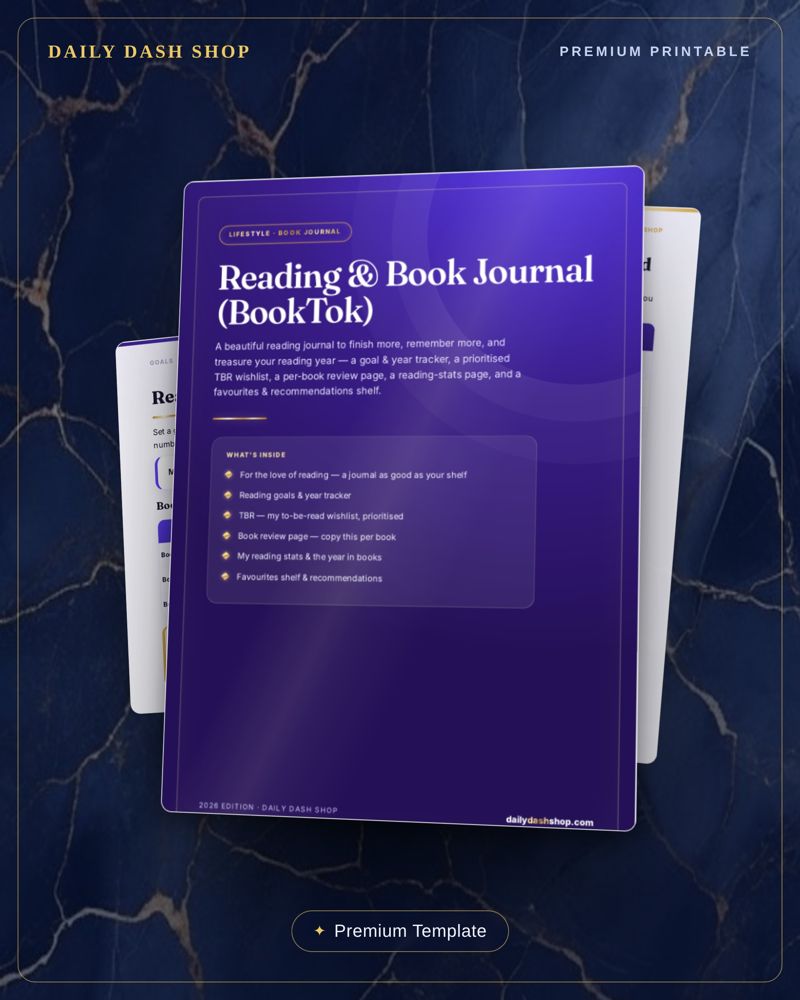 DAILY DASH SHOP
PREMIUM PRINTABLE
LIFESTYLE · BOOK JOURNAL
Reading & Book Journal
(BookTok)
A beautiful reading journal to finish more, remember more, and
treasure your reading year — a goal & year tracker, a prioritised
TBR wishlist, a per-book review page, a reading-stats page, and a
favourites & recommendations shelf.
WHAT'S INSIDE
For the love of reading — a journal as good as your shelf
Reading goals & year tracker
TBR — my to-be-read wishlist, prioritised
Book review page — copy this per book
My reading stats & the year in books
Favourites shelf & recommendations
2026 EDITION · DAILY DASH SHOP
dailydashshop.com
GOALS
Set a
SHOP
Premium Template